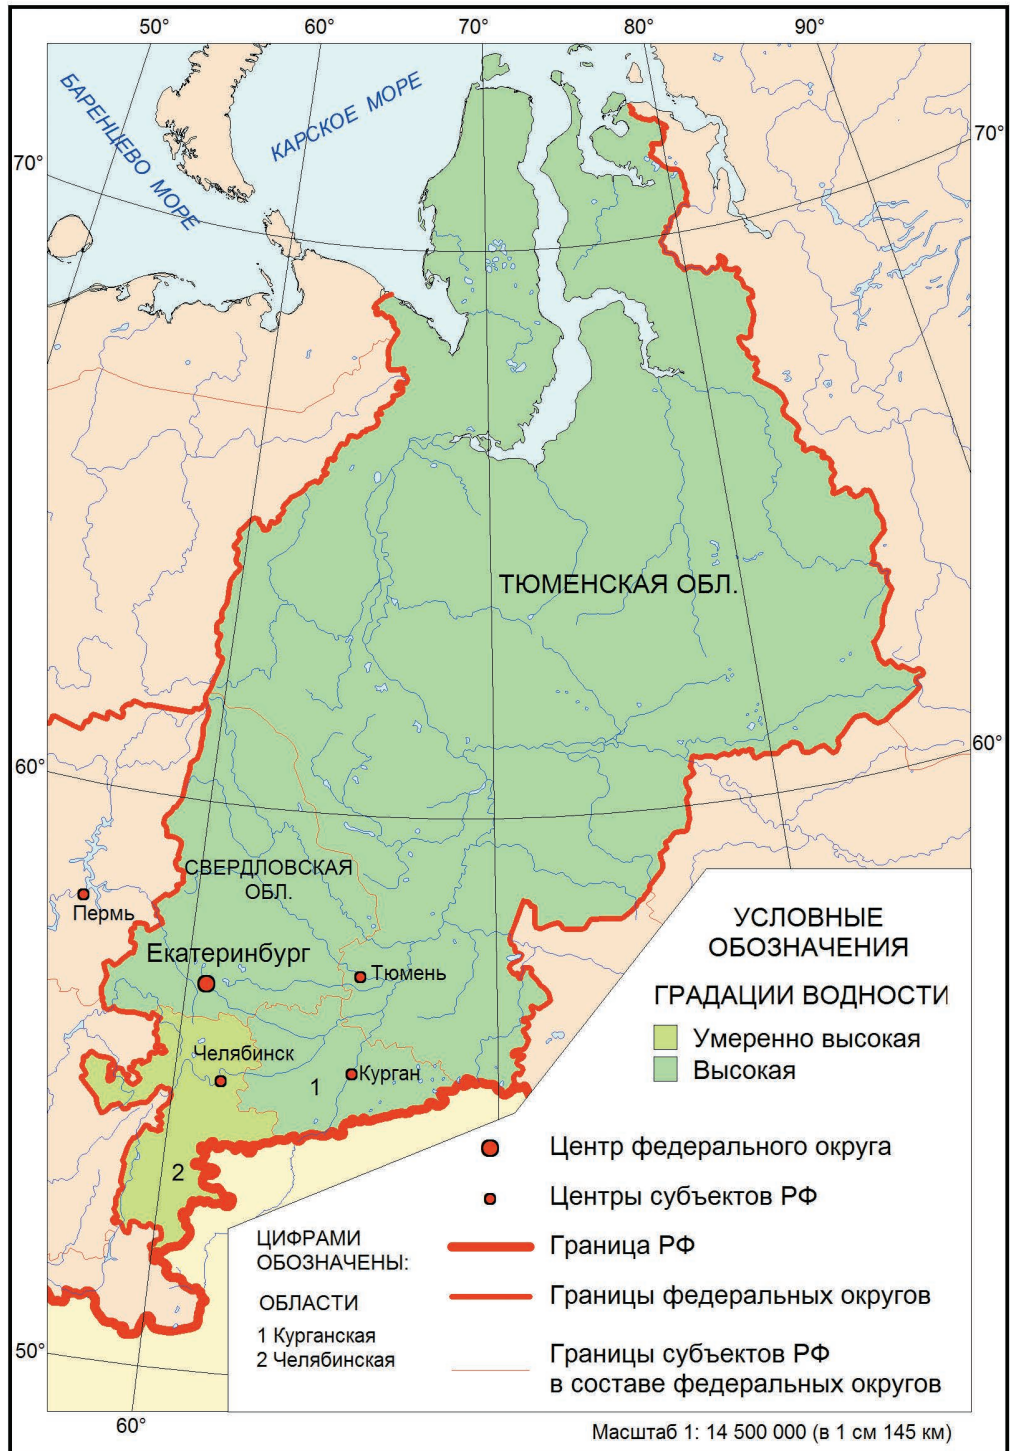 50°
60°
70°
80°
90°
БАРЕНЦЕВО МОРЕ
КАРСКОЕ МОРЕ
70°
70°
ТЮМЕНСКАЯ ОБЛ.
60°
60°
СВЕРДЛОВСКАЯ
ОБЛ.
Пермь
Екатеринбург
Тюмень
Челябинск
1
Курган
2
УСЛОВНЫЕ
ОБОЗНАЧЕНИЯ
ГРАДАЦИИ ВОДНОСТИ
Умеренно высокая
Высокая
Центр федерального округа
Центры субъектов РФ
Граница РФ
Границы федеральных округов
Границы субъектов РФ
в составе федеральных округов
ЦИФРАМИ
ОБОЗНАЧЕНЫ:
ОБЛАСТИ
1 Курганская
2 Челябинская
50°
60°
Масштаб 1: 14 500 000 (в 1 см 145 км)